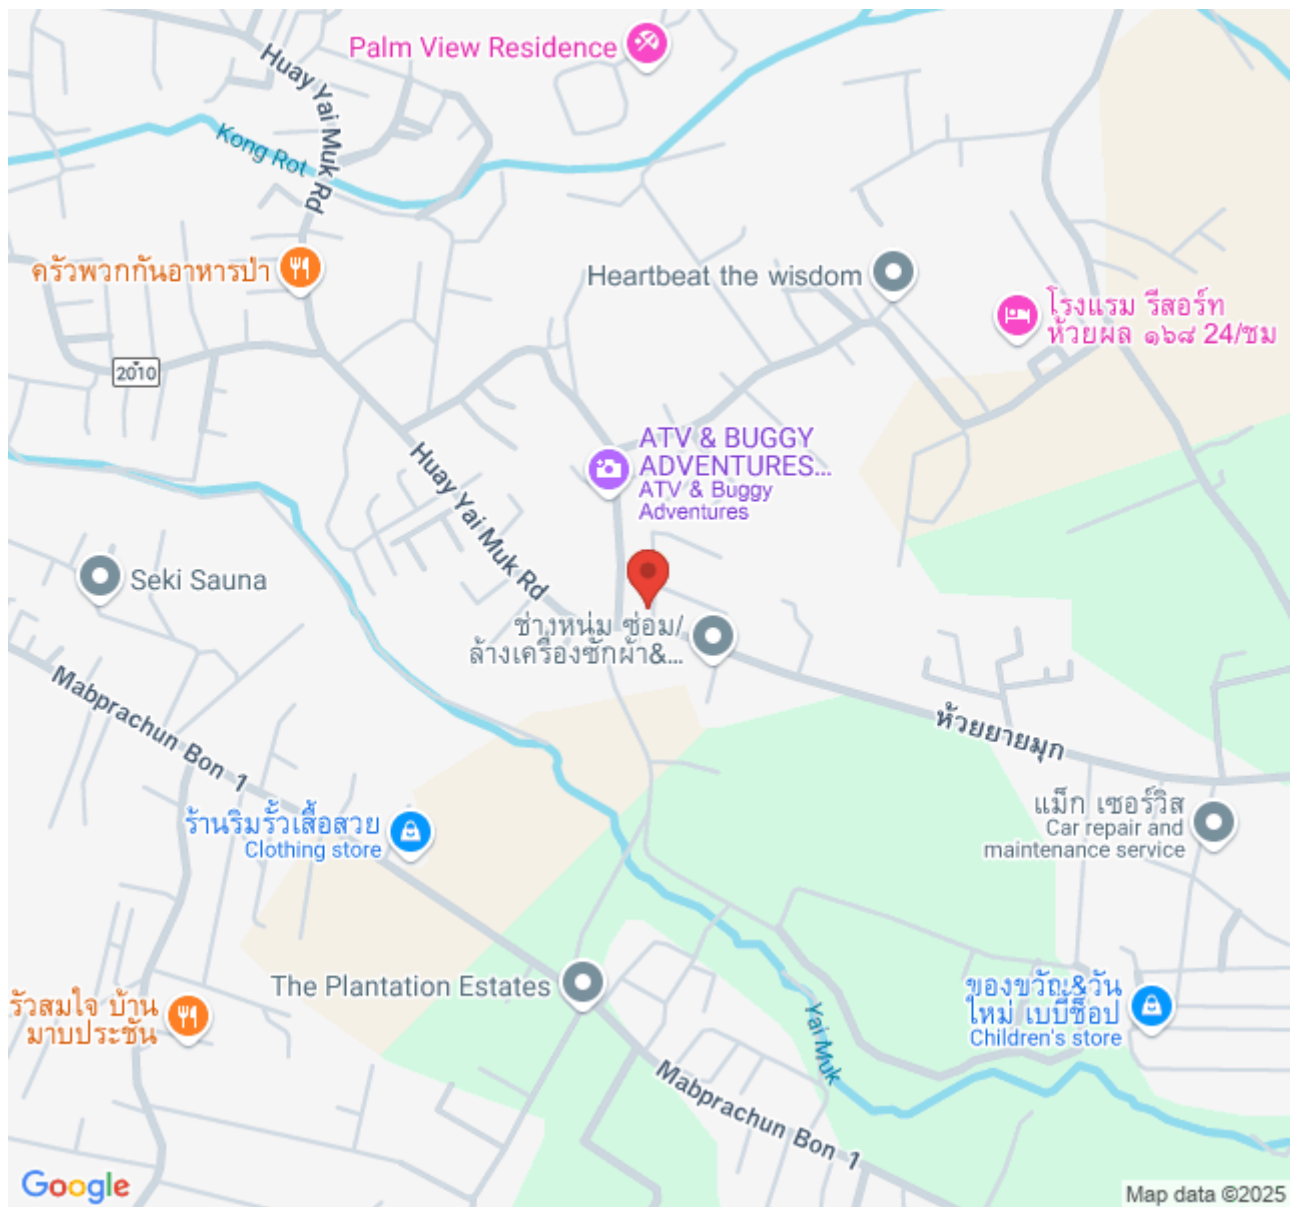 Palm View Residence
Huay Yai Muk Rd
Kong Rot
ครัวพวกกันอาหารป่า
Heartbeat the wisdom
โรงแรม รีสอร์ท
ห้วยผล ๑๖๘ 24/ซม
2010
ATV & BUGGY
ADVENTURES...
ATV & Buggy
Adventures
Huay Yai Muk Rd
Seki Sauna
ช่างหนุ่ม ซ่อม/
ล้างเครื่องซักผ้า&...
Mabprachun Bon 1
ห้วยยายมุก
แม็ก เซอร์วิส
Car repair and
maintenance service
ร้านริมรั้วเสื้อสวย
Clothing store
The Plantation Estates
รัวสมใจ บ้าน
มาบประชัน
ของขวัญ&วัน
ใหม่ เบบี้ช็อป
Children's store
Yai Muk
Mabprachun Bon 1
Google
Map data ©2025